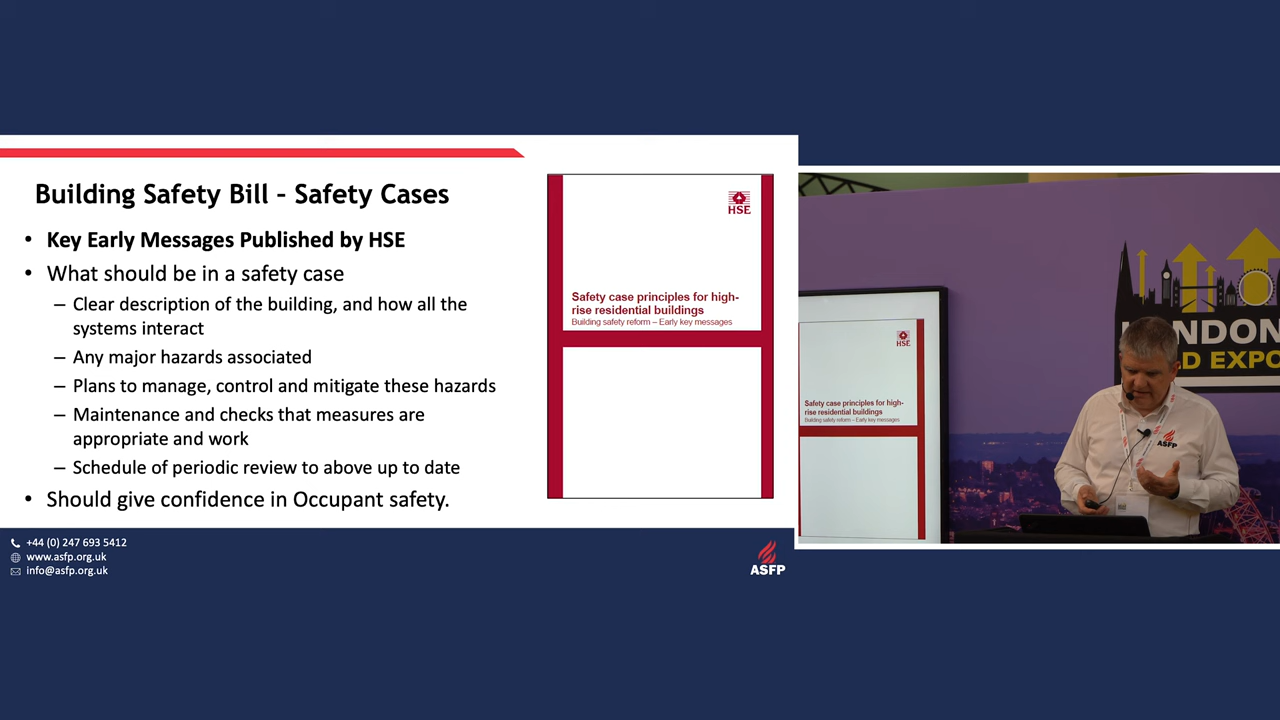 Building Safety Bill - Safety Cases
• Key Early Messages Published by HSE
• What should be in a safety case
– Clear description of the building, and how all the
systems interact
– Any major hazards associated
– Plans to manage, control and mitigate these hazards
– Maintenance and checks that measures are
appropriate and work
– Schedule of periodic review to above up to date
• Should give confidence in Occupant safety.
HSE
Safety case principles for high-
rise residential buildings
Building safety reform – Early key messages
+44 (0) 247 693 5412
www.asfp.org.uk
info@asfp.org.uk
ASFP
HSE
Safety case principles for high-
rise residential buildings
Building safety reform – Early key messages
LONDON
LD EXPO
ASFP